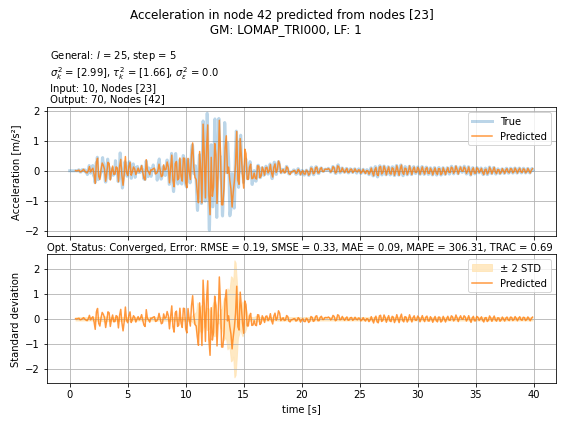 Acceleration in node 42 predicted from nodes [23]
GM: LOMAP_TRI000, LF: 1
General: l = 25, step = 5
σ²_k = [2.99], τ²_k = [1.66], σ²_ε = 0.0
Input: 10, Nodes [23]
Output: 70, Nodes [42]
Acceleration [m/s²]
2
1
0
−1
−2
True
Predicted
Opt. Status: Converged, Error: RMSE = 0.19, SMSE = 0.33, MAE = 0.09, MAPE = 306.31, TRAC = 0.69
Standard deviation
2
1
0
−1
−2
± 2 STD
Predicted
0 5 10 15 20 25 30 35 40
time [s]